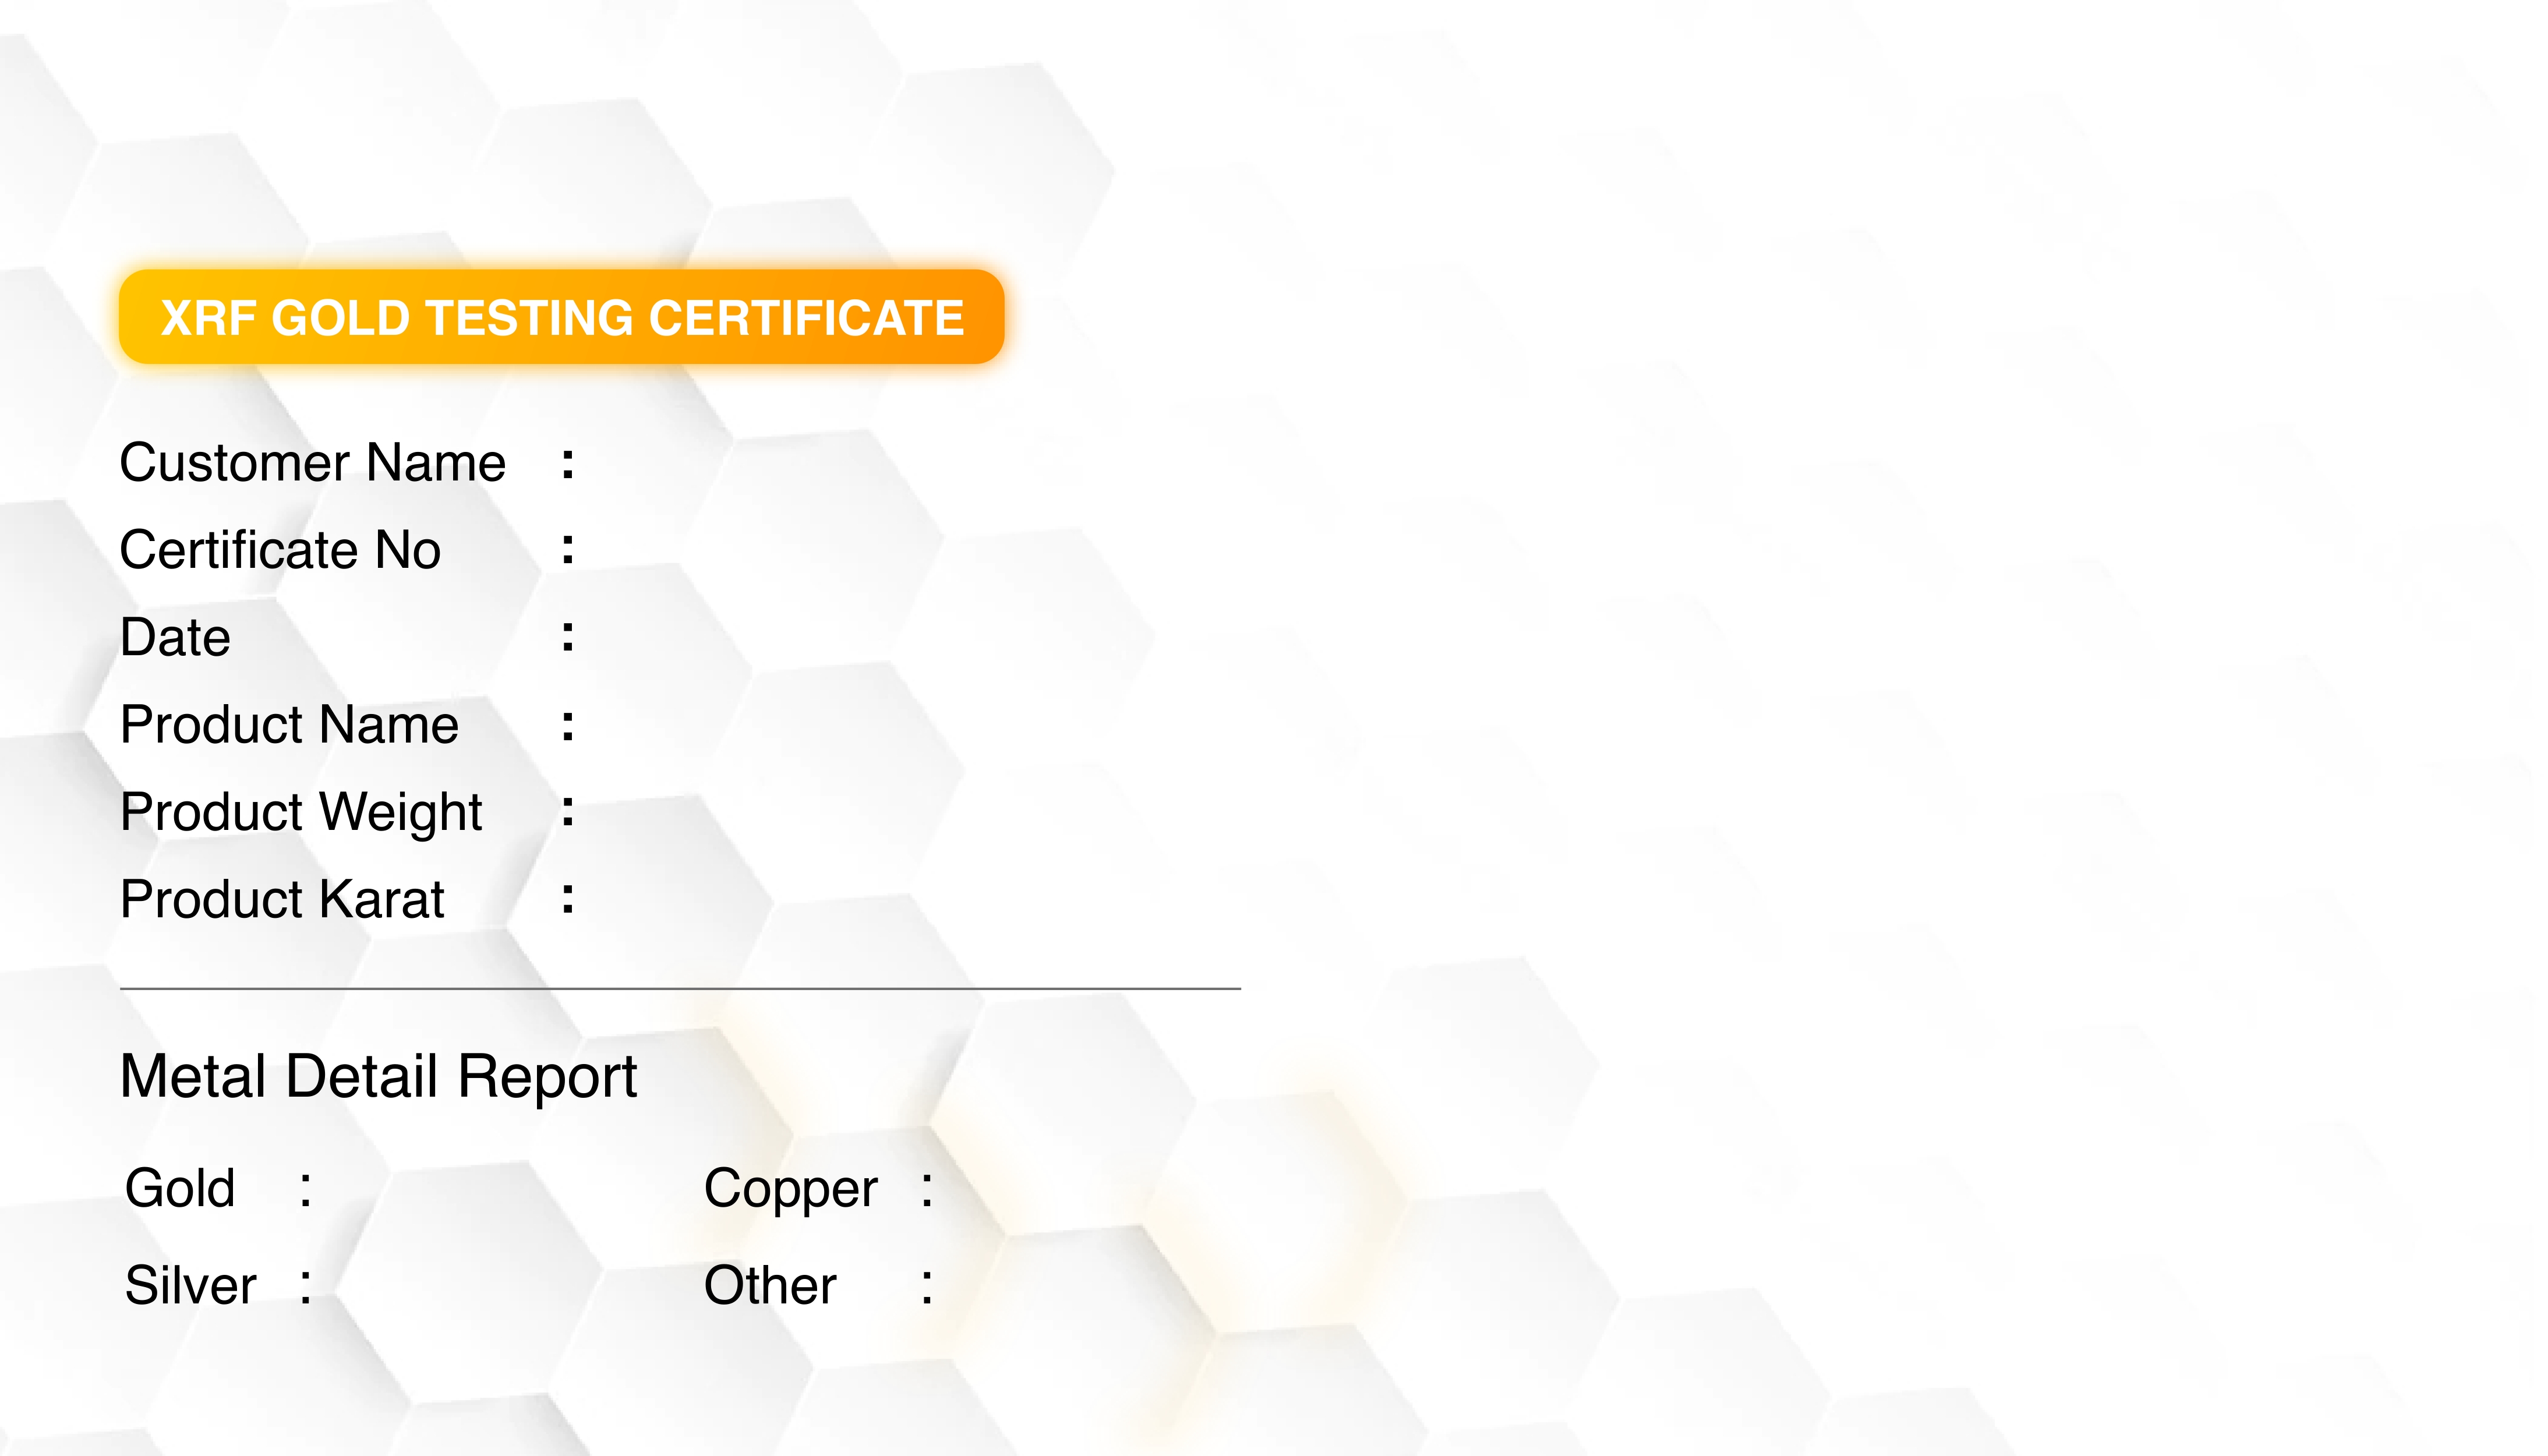 XRF GOLD TESTING CERTIFICATE
Customer Name :
Certificate No :
Date :
Product Name :
Product Weight :
Product Karat :
Metal Detail Report
Gold : Copper :
Silver : Other :